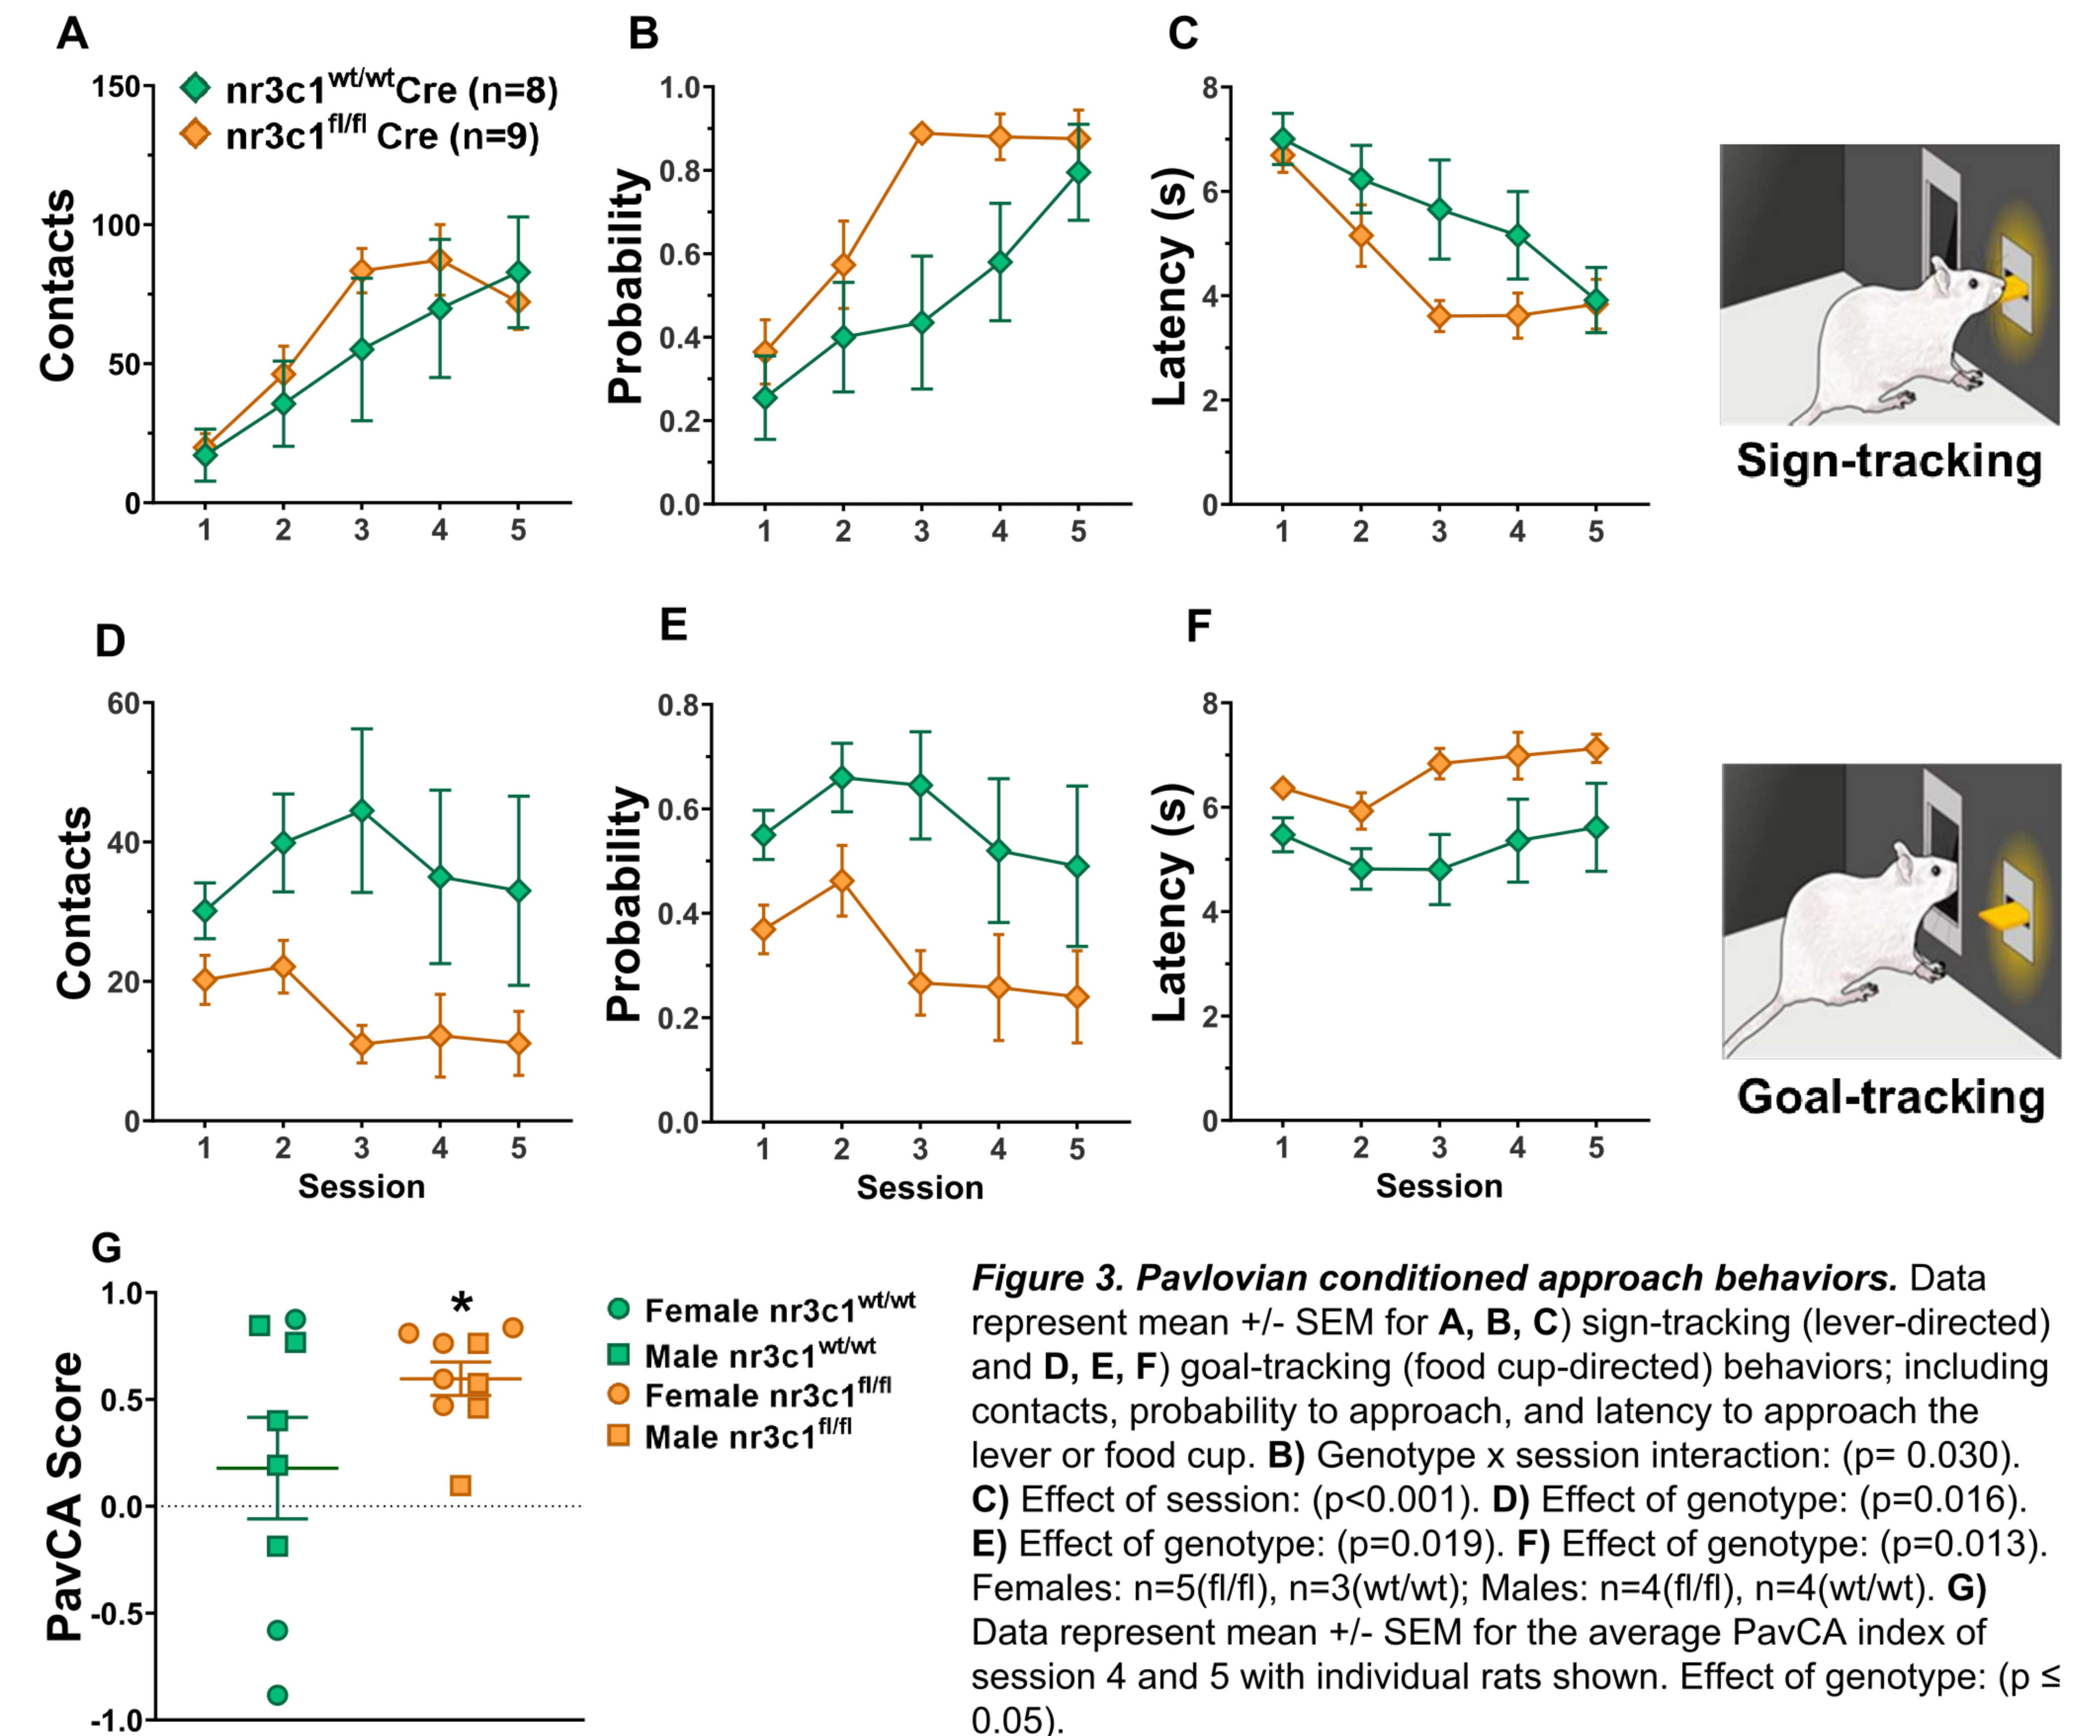 A
B
C
nr3c1wt/wtCre (n=8)
nr3c1fl/fl Cre (n=9)
Contacts
150
100
50
0
1 2 3 4 5
Probability
1.0
0.8
0.6
0.4
0.2
0.0
1 2 3 4 5
Latency (s)
8
6
4
2
0
1 2 3 4 5
Sign-tracking
D
E
F
Contacts
60
40
20
0
1 2 3 4 5
Session
Probability
0.8
0.6
0.4
0.2
0.0
1 2 3 4 5
Session
Latency (s)
8
6
4
2
0
1 2 3 4 5
Session
Goal-tracking
G
PavCA Score
1.0
0.5
0.0
-0.5
-1.0
*
Female nr3c1wt/wt
Male nr3c1wt/wt
Female nr3c1fl/fl
Male nr3c1fl/fl
Figure 3. Pavlovian conditioned approach behaviors. Data
represent mean +/- SEM for A, B, C) sign-tracking (lever-directed)
and D, E, F) goal-tracking (food cup-directed) behaviors; including
contacts, probability to approach, and latency to approach the
lever or food cup. B) Genotype x session interaction: (p= 0.030).
C) Effect of session: (p<0.001). D) Effect of genotype: (p=0.016).
E) Effect of genotype: (p=0.019). F) Effect of genotype: (p=0.013).
Females: n=5(fl/fl), n=3(wt/wt); Males: n=4(fl/fl), n=4(wt/wt). G)
Data represent mean +/- SEM for the average PavCA index of
session 4 and 5 with individual rats shown. Effect of genotype: (p ≤
0.05).